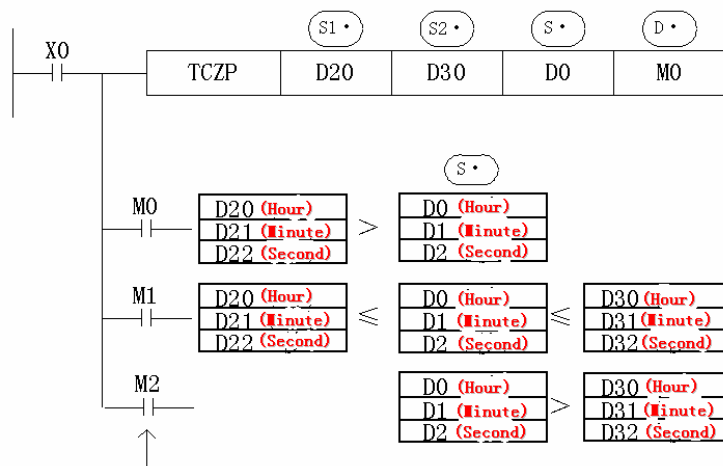 S1· S2· S· D·
X0
TCZP D20 D30 D0 M0
S·
M0
D20 (Hour) D0 (Hour)
D21 (Minute) > D1 (Minute)
D22 (Second) D2 (Second)
M1
D20 (Hour) D0 (Hour) D30 (Hour)
D21 (Minute) ≤ D1 (Minute) ≤ D31 (Minute)
D22 (Second) D2 (Second) D32 (Second)
M2
D0 (Hour) D30 (Hour)
D1 (Minute) > D31 (Minute)
D2 (Second) D32 (Second)